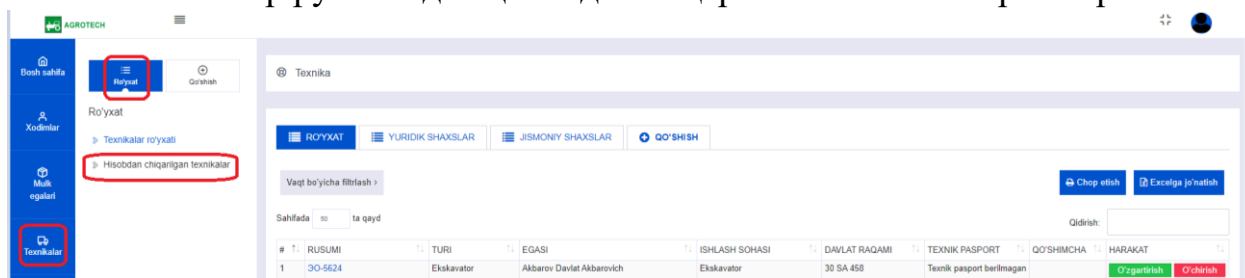 AGROTECH
Bosh sahifa
Xodimlar
Mulk egalari
Texnikalar
Ro'yxat
Qo'shish
Ro'yxat
Texnikalar ro'yxati
Hisobdan chiqarilgan texnikalar
Texnika
RO'YXAT YURIDIK SHAXSLAR JISMONIY SHAXSLAR QO'SHISH
Vaqt bo'yicha filtrlash ›
Chop etish Excelga jo'natish
Sahifada 50 ta qayd
Qidirish:
# RUSUMI TURI EGASI ISHLASH SOHASI DAVLAT RAQAMI TEXNIK PASPORT QO'SHIMCHA HARAKAT
1 ЭО-5624 Ekskavator Akbarov Davlat Akbarovich Ekskavator 30 SA 458 Texnik pasport berilmagan O'zgartirish O'chirish